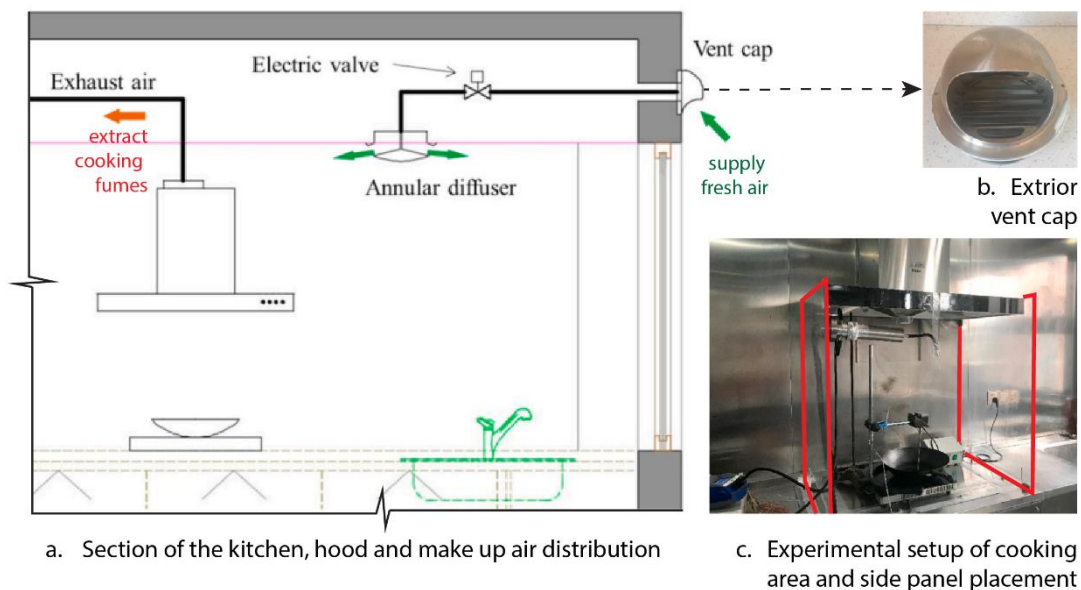 Vent cap
Electric valve
Exhaust air
extract
cooking
fumes
Annular diffuser
supply
fresh air
b. Extrior
vent cap
a. Section of the kitchen, hood and make up air distribution
c. Experimental setup of cooking
area and side panel placement